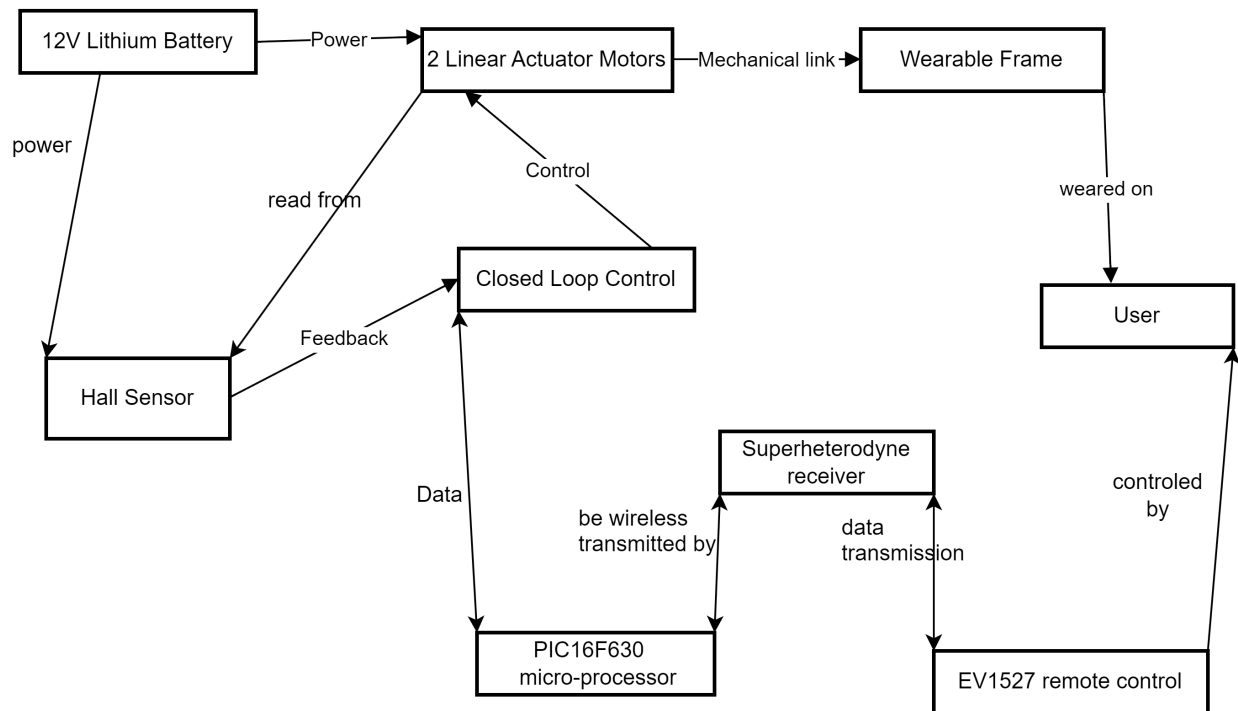 12V Lithium Battery
Power
2 Linear Actuator Motors
Mechanical link
Wearable Frame
power
read from
Control
weared on
Closed Loop Control
User
Feedback
Hall Sensor
Superheterodyne
receiver
Data
be wireless
transmitted by
data
transmission
controled
by
PIC16F630
micro-processor
EV1527 remote control